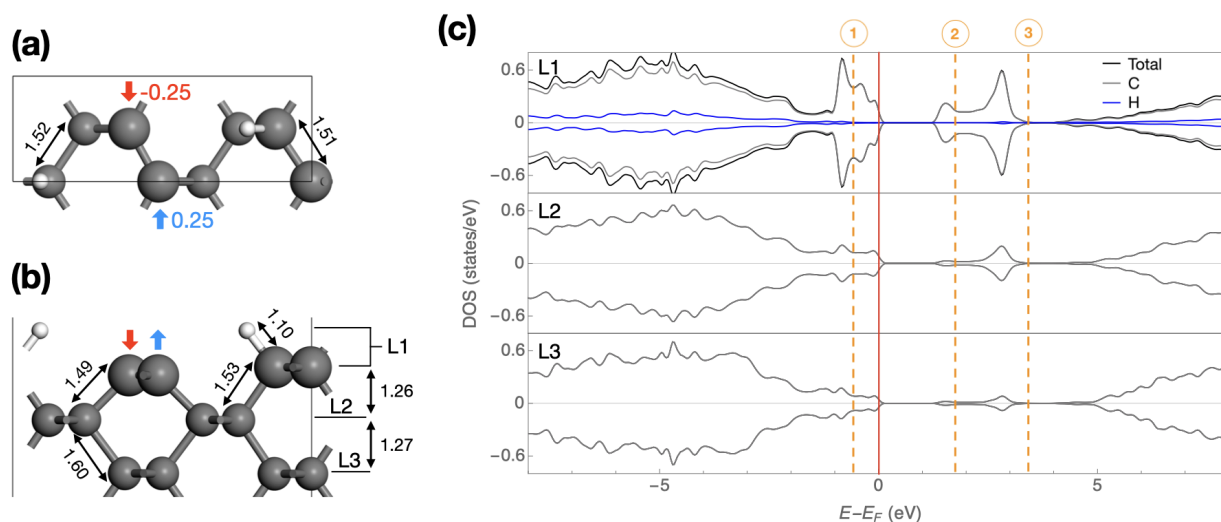 (a)
-0.25
1.52
1.51
0.25
(b)
1.10
L1
1.49
1.53
1.26
L2
1.27
1.60
L3
(c)
1
2
3
L1
Total
C
H
0.6
0
-0.6
L2
0.6
0
-0.6
L3
0.6
0
-0.6
DOS (states/eV)
-5
0
5
E-E_F (eV)